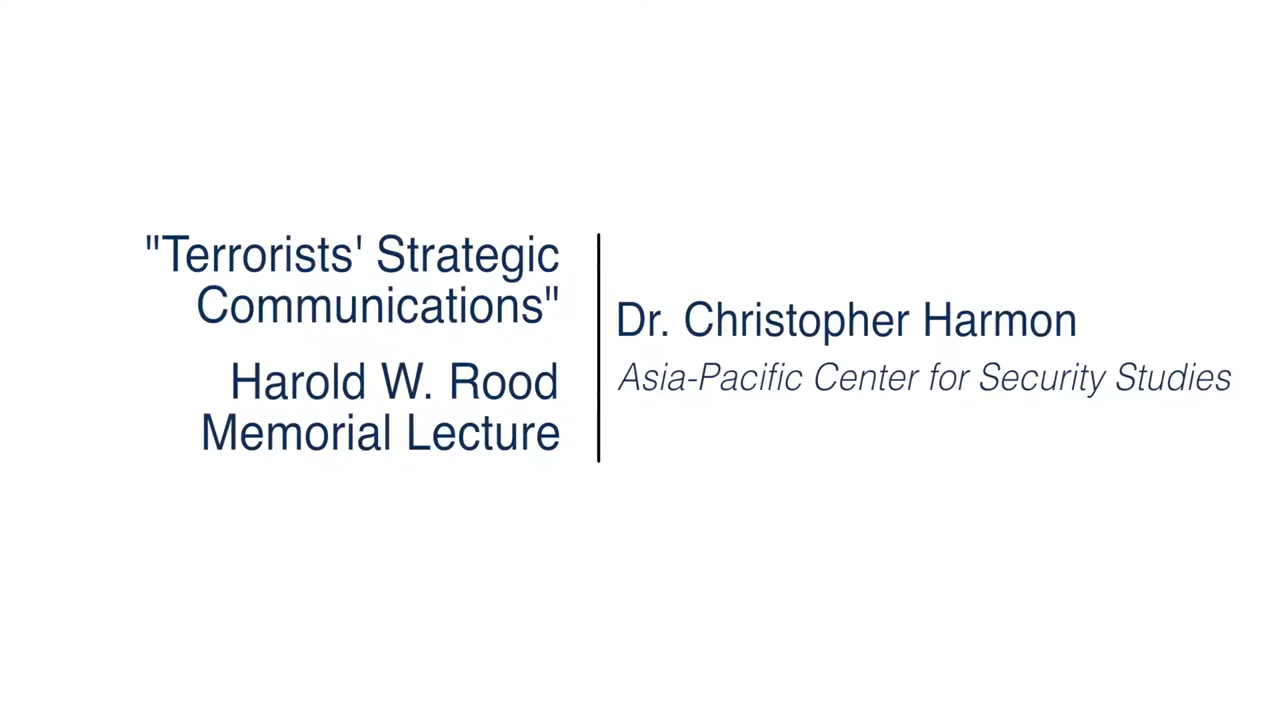 "Terrorists' Strategic
Communications"
Harold W. Rood
Memorial Lecture
Dr. Christopher Harmon
Asia-Pacific Center for Security Studies